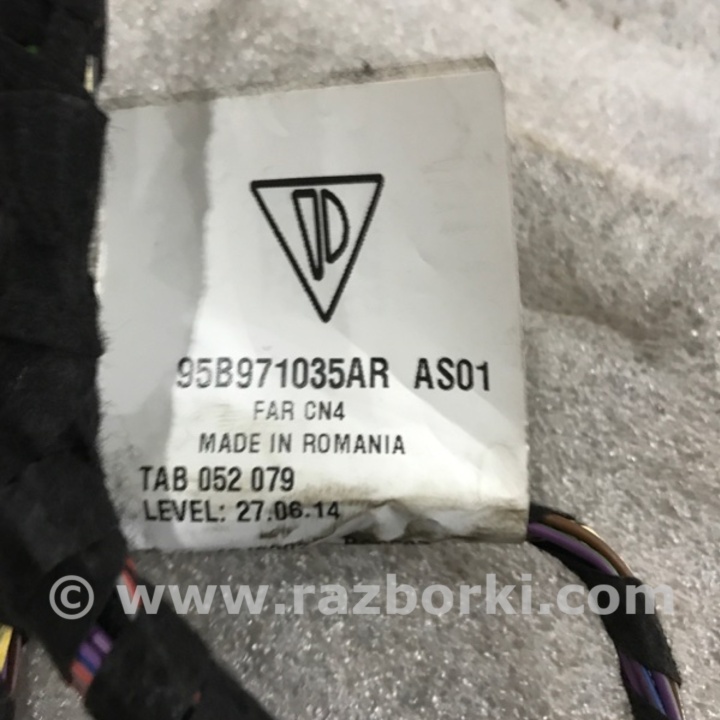 95B971035AR AS01
FAR CN4
MADE IN ROMANIA
TAB 052 079
LEVEL: 27.06.14
© www.razborki.com